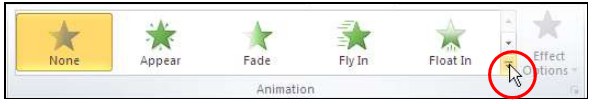 None Appear Fade Fly In Float In Effect
Options
Animation